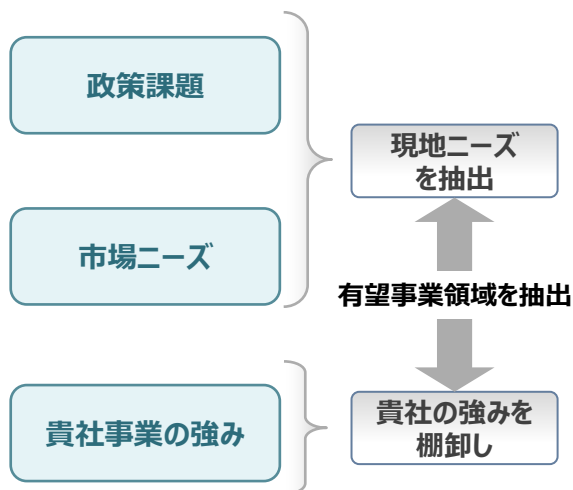 政策課題
市場ニーズ
貴社事業の強み
現地ニーズ
を抽出
有望事業領域を抽出
貴社の強みを
棚卸し